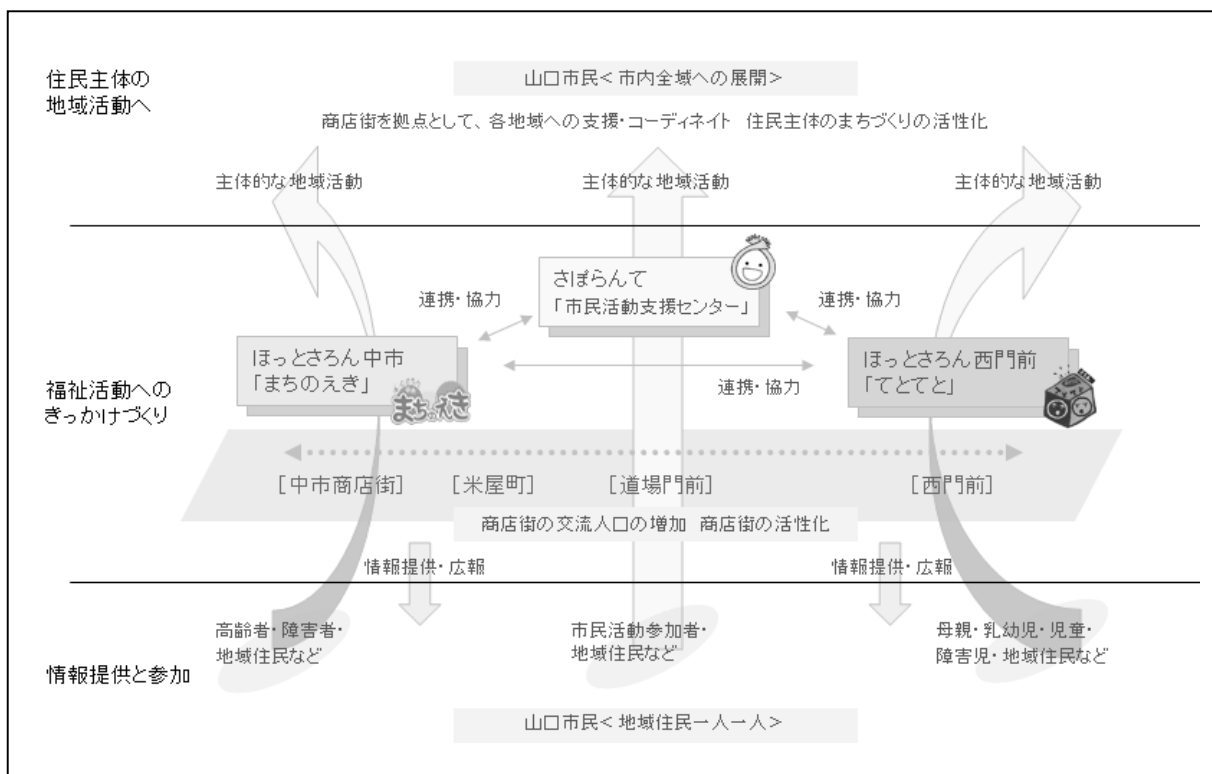 住民主体の
地域活動へ
山口市民<市内全域への展開>
商店街を拠点として、各地域への支援・コーディネイト 住民主体のまちづくりの活性化
主体的な地域活動
主体的な地域活動
主体的な地域活動
さぽらんて
「市民活動支援センター」
連携・協力
連携・協力
ほっとさろん中市
「まちのえき」
まちのえき
ほっとさろん西門前
「てとてと」
連携・協力
福祉活動への
きっかけづくり
[中市商店街] [米屋町] [道場門前] [西門前]
商店街の交流人口の増加 商店街の活性化
情報提供・広報
情報提供・広報
高齢者・障害者・
地域住民など
市民活動参加者・
地域住民など
母親・乳幼児・児童・
障害児・地域住民など
情報提供と参加
山口市民<地域住民一人一人>